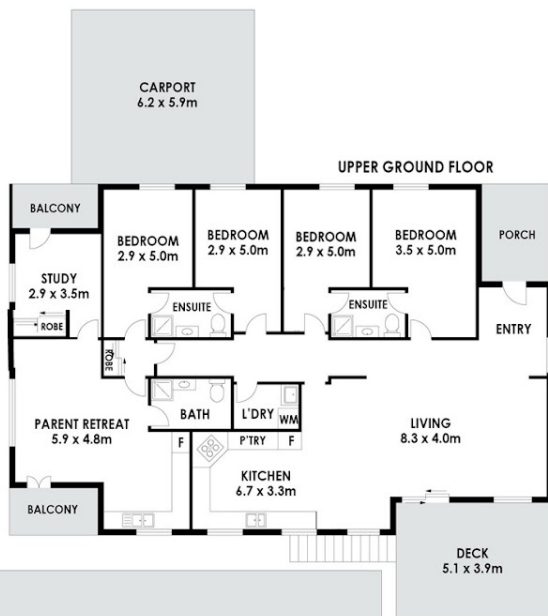 CARPORT
6.2 x 5.9m
UPPER GROUND FLOOR
BALCONY
BEDROOM
2.9 x 5.0m
BEDROOM
2.9 x 5.0m
BEDROOM
2.9 x 5.0m
BEDROOM
3.5 x 5.0m
PORCH
STUDY
2.9 x 3.5m
ROBE
ENSUITE
ENSUITE
ENTRY
ROBE
PARENT RETREAT
5.9 x 4.8m
BATH
L'DRY
WM
LIVING
8.3 x 4.0m
F
P'TRY
F
KITCHEN
6.7 x 3.3m
BALCONY
DECK
5.1 x 3.9m